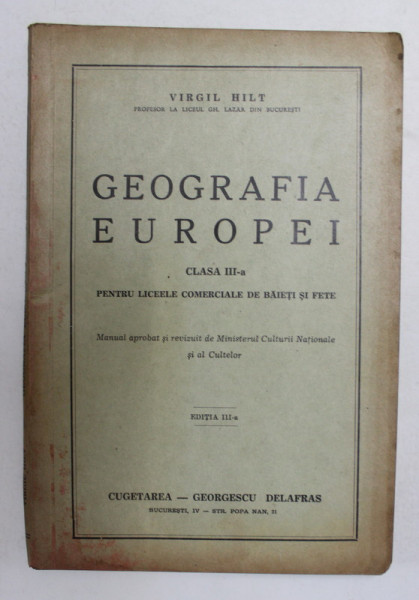 VIRGIL HILT
PROFESOR LA LICEUL GH. LAZAR DIN BUCUREȘTI
GEOGRAFIA
EUROPEI
CLASA III-a
PENTRU LICEELE COMERCIALE DE BĂIEȚI ȘI FETE
Manual aprobat și revizuit de Ministerul Culturii Naționale
și al Cultelor
EDIȚIA III-a
CUGETAREA — GEORGESCU DELAFRAS
BUCUREȘTI, IV — STR. POPA NAN, 21